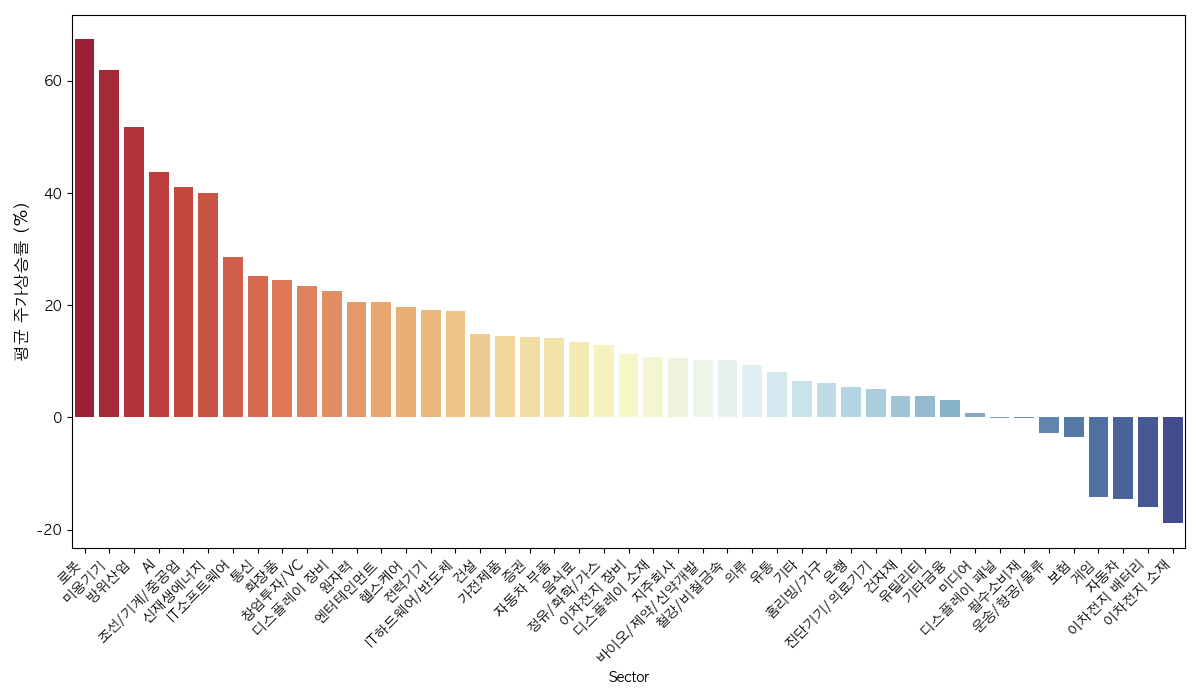 평균 주가상승률 (%)
60
40
20
0
-20
로봇
미용기기
방위산업
AI
조선/기계/중공업
신재생에너지
IT소프트웨어
통신
화장품
창업투자/VC
디스플레이 장비
원자력
엔터테인먼트
헬스케어
전력기기
IT하드웨어/반도체
건설
가전제품
증권
자동차 부품
음식료
정유/화학/가스
이차전지 장비
디스플레이 소재
지주회사
바이오/제약/신약개발
철강/비철금속
의류
유통
기타
홈리빙/가구
은행
진단기기/의료기기
건자재
유틸리티
기타금융
미디어
디스플레이 패널
필수소비재
운송/항공/물류
보험
게임
자동차
이차전지 배터리
이차전지 소재
Sector